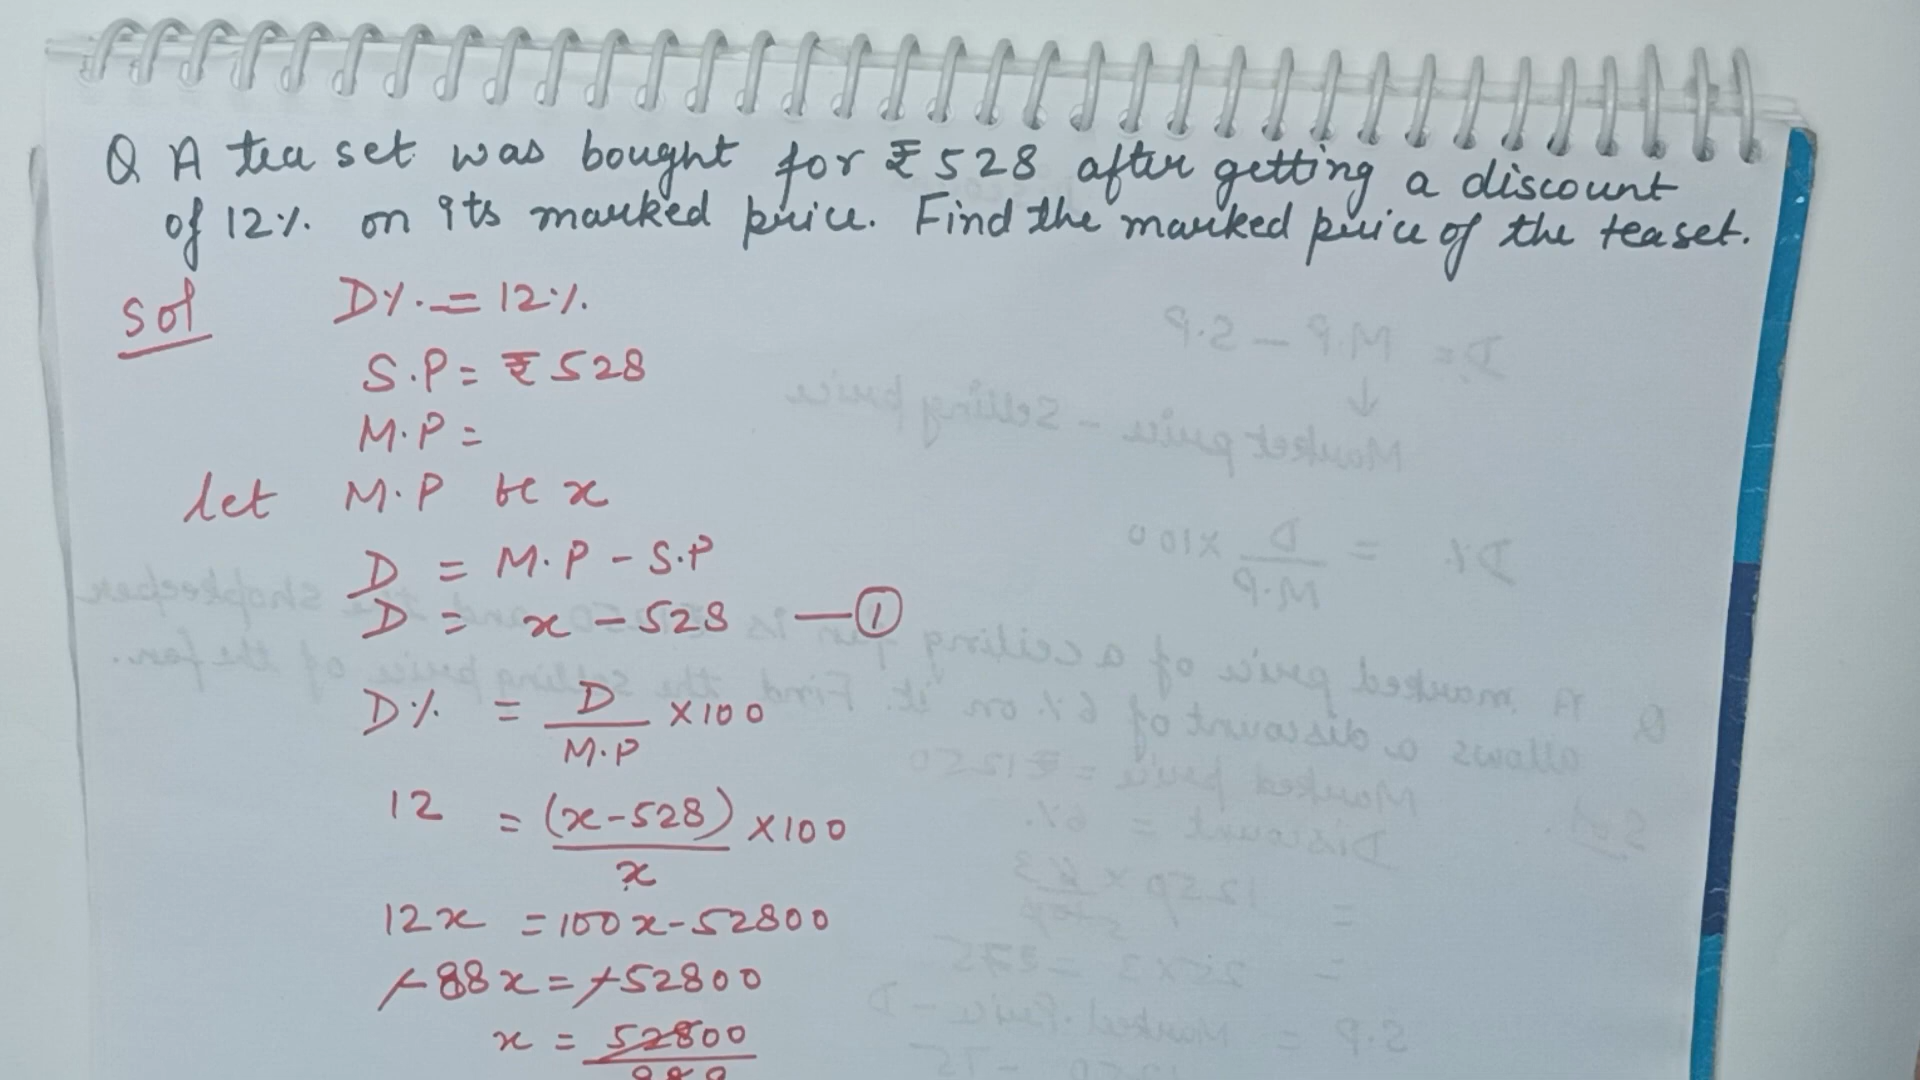 Q A tea set was bought for ₹ 528 after getting a discount
of 12%. on its marked price. Find the marked price of the teaset.
Sol D%. = 12%.
S.P = ₹ 528
M.P =
let M.P be x
D = M.P - S.P
D = x - 528 — ①
D% = D/M.P × 100
12 = (x-528)/x × 100
12x = 100x - 52800
-88x = -52800
x = 52800